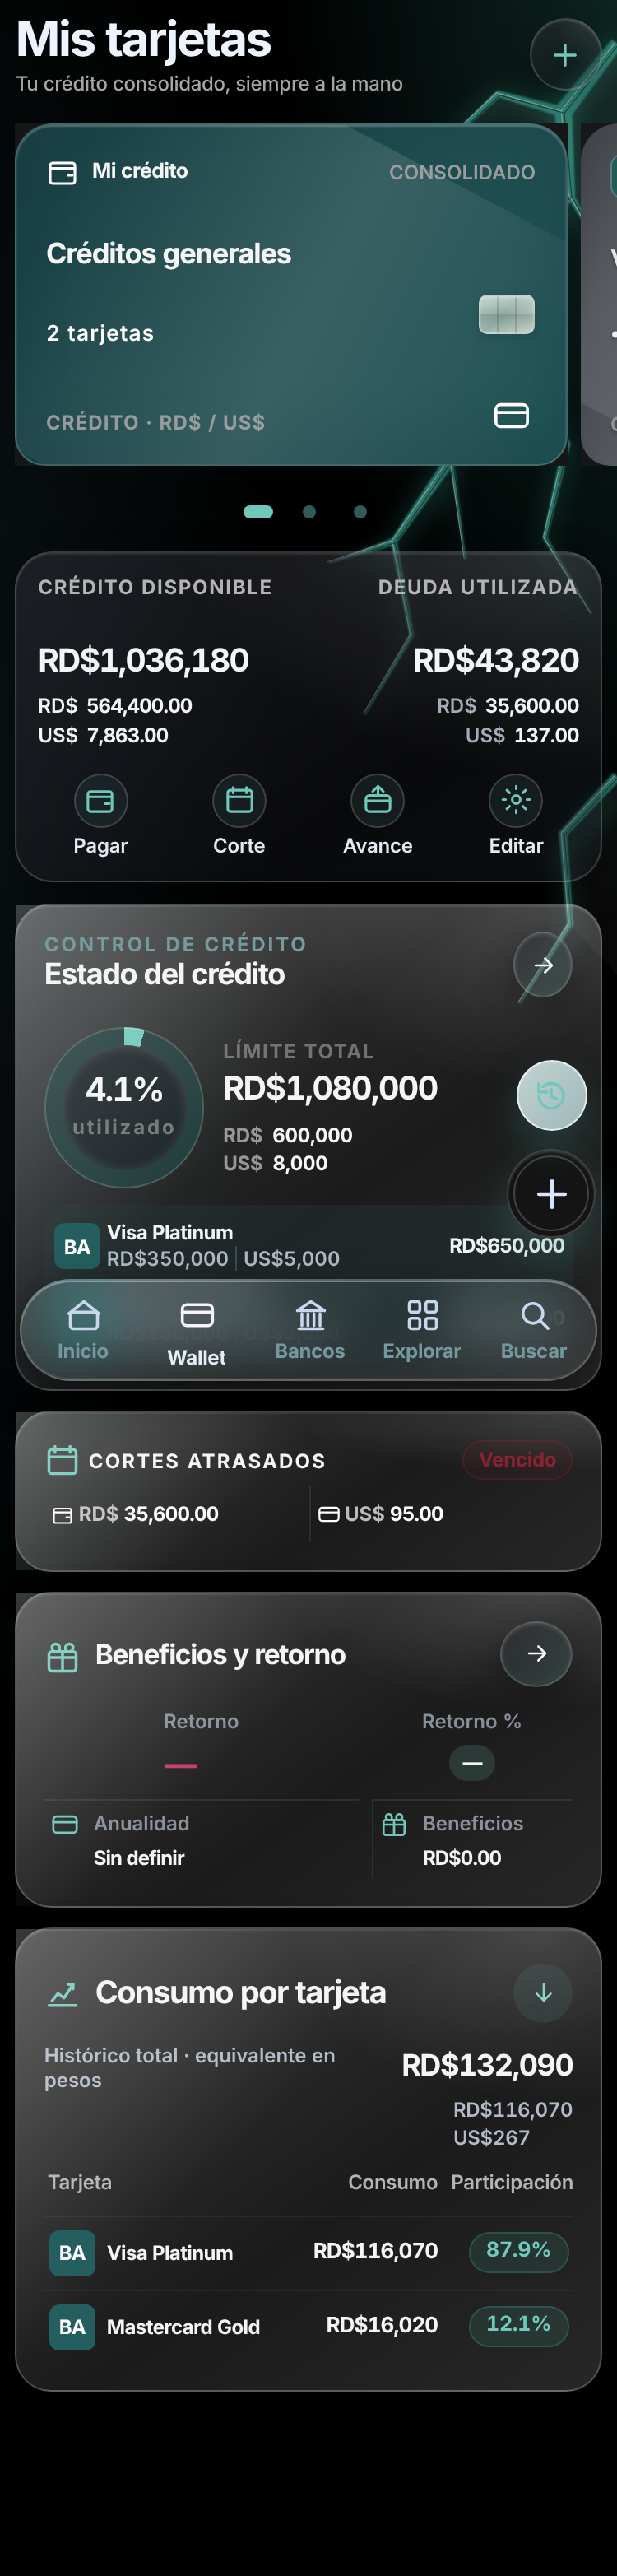 Mis tarjetas
Tu crédito consolidado, siempre a la mano
Mi crédito
CONSOLIDADO
Créditos generales
2 tarjetas
CRÉDITO · RD$ / US$
CRÉDITO DISPONIBLE
DEUDA UTILIZADA
RD$1,036,180
RD$43,820
RD$ 564,400.00
RD$ 35,600.00
US$ 7,863.00
US$ 137.00
Pagar
Corte
Avance
Editar
CONTROL DE CRÉDITO
Estado del crédito
4.1%
utilizado
LÍMITE TOTAL
RD$1,080,000
RD$ 600,000
US$ 8,000
BA
Visa Platinum
RD$350,000 US$5,000
RD$650,000
Inicio
Wallet
Bancos
Explorar
Buscar
CORTES ATRASADOS
Vencido
RD$ 35,600.00
US$ 95.00
Beneficios y retorno
Retorno
Retorno %
—
—
Anualidad
Sin definir
Beneficios
RD$0.00
Consumo por tarjeta
Histórico total · equivalente en
pesos
RD$132,090
RD$116,070
US$267
Tarjeta
Consumo
Participación
BA
Visa Platinum
RD$116,070
87.9%
BA
Mastercard Gold
RD$16,020
12.1%